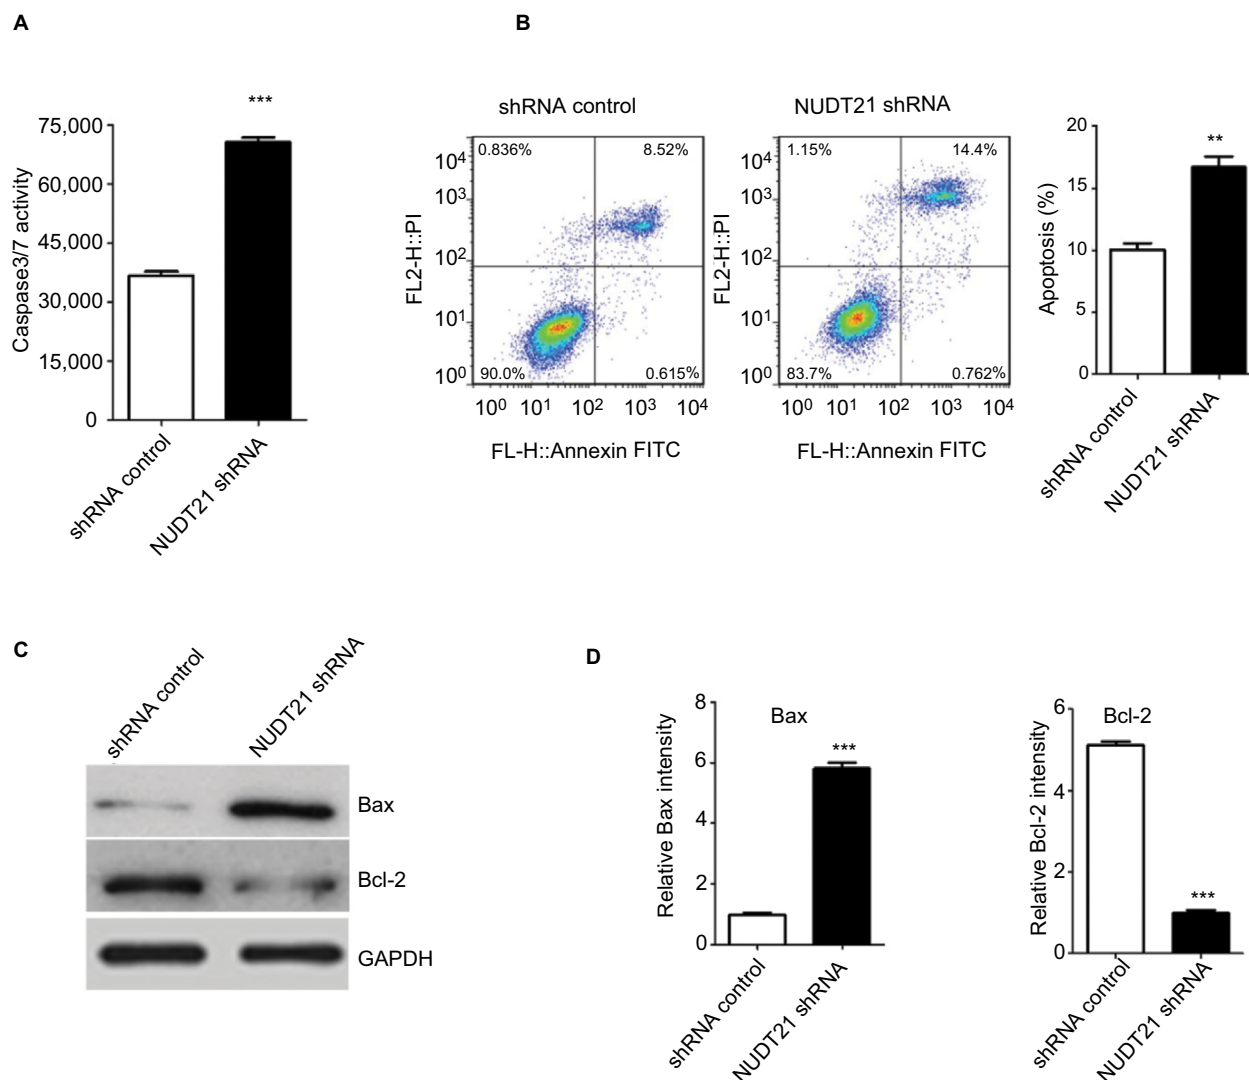 A
B
***
75,000
60,000
45,000
30,000
15,000
0
Caspase3/7 activity
shRNA control
NUDT21 shRNA
shRNA control
0.836%
8.52%
90.0%
0.615%
10⁴
10³
10²
10¹
10⁰
FL2-H::PI
10⁰ 10¹ 10² 10³ 10⁴
FL-H::Annexin FITC
NUDT21 shRNA
1.15%
14.4%
83.7%
0.762%
10⁴
10³
10²
10¹
10⁰
FL2-H::PI
10⁰ 10¹ 10² 10³ 10⁴
FL-H::Annexin FITC
**
20
15
10
5
0
Apoptosis (%)
shRNA control
NUDT21 shRNA
C
shRNA control
NUDT21 shRNA
Bax
Bcl-2
GAPDH
D
Bax
***
8
6
4
2
0
Relative Bax intensity
shRNA control
NUDT21 shRNA
Bcl-2
***
6
4
2
0
Relative Bcl-2 intensity
shRNA control
NUDT21 shRNA